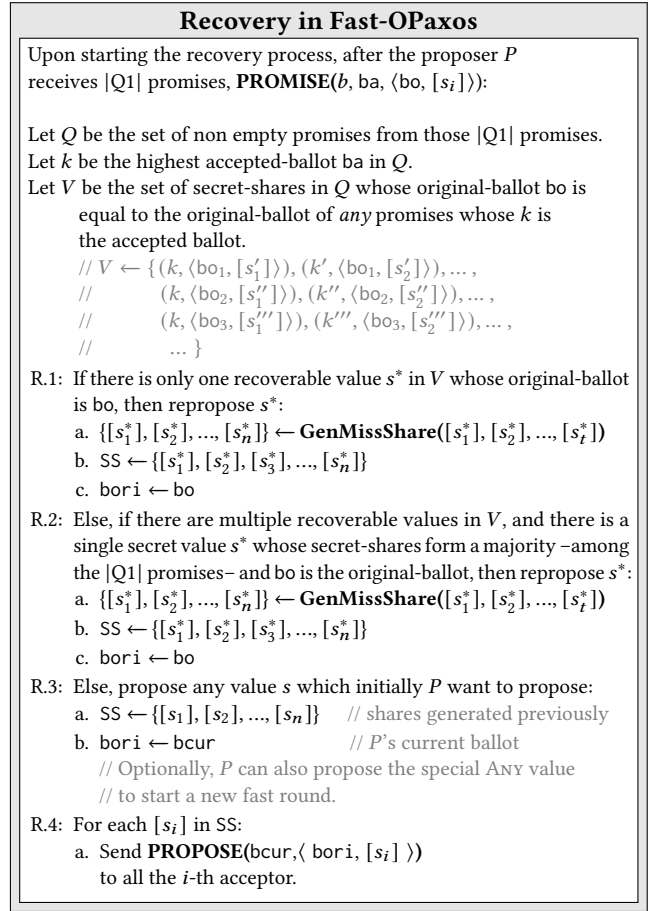 Recovery in Fast-OPaxos
Upon starting the recovery process, after the proposer P
receives |Q1| promises, PROMISE(b, ba, ⟨bo, [s_i]⟩):
Let Q be the set of non empty promises from those |Q1| promises.
Let k be the highest accepted-ballot ba in Q.
Let V be the set of secret-shares in Q whose original-ballot bo is
equal to the original-ballot of any promises whose k is
the accepted ballot.
// V ← {(k, ⟨bo₁, [s′₁]⟩), (k′, ⟨bo₁, [s′₂]⟩), ... ,
// (k, ⟨bo₂, [s″₁]⟩), (k″, ⟨bo₂, [s″₂]⟩), ... ,
// (k, ⟨bo₃, [s‴₁]⟩), (k‴, ⟨bo₃, [s‴₂]⟩), ... ,
// ... }
R.1: If there is only one recoverable value s* in V whose original-ballot
is bo, then repropose s*:
a. {[s*₁], [s*₂], ..., [s*ₙ]} ← GenMissShare([s*₁], [s*₂], ..., [s*ₜ])
b. SS ← {[s*₁], [s*₂], [s*₃], ..., [s*ₙ]}
c. bori ← bo
R.2: Else, if there are multiple recoverable values in V, and there is a
single secret value s* whose secret-shares form a majority –among
the |Q1| promises– and bo is the original-ballot, then repropose s*:
a. {[s*₁], [s*₂], ..., [s*ₙ]} ← GenMissShare([s*₁], [s*₂], ..., [s*ₜ])
b. SS ← {[s*₁], [s*₂], [s*₃], ..., [s*ₙ]}
c. bori ← bo
R.3: Else, propose any value s which initially P want to propose:
a. SS ← {[s₁], [s₂], ..., [sₙ]} // shares generated previously
b. bori ← bcur // P's current ballot
// Optionally, P can also propose the special Any value
// to start a new fast round.
R.4: For each [s_i] in SS:
a. Send PROPOSE(bcur,⟨ bori, [s_i] ⟩)
to all the i-th acceptor.